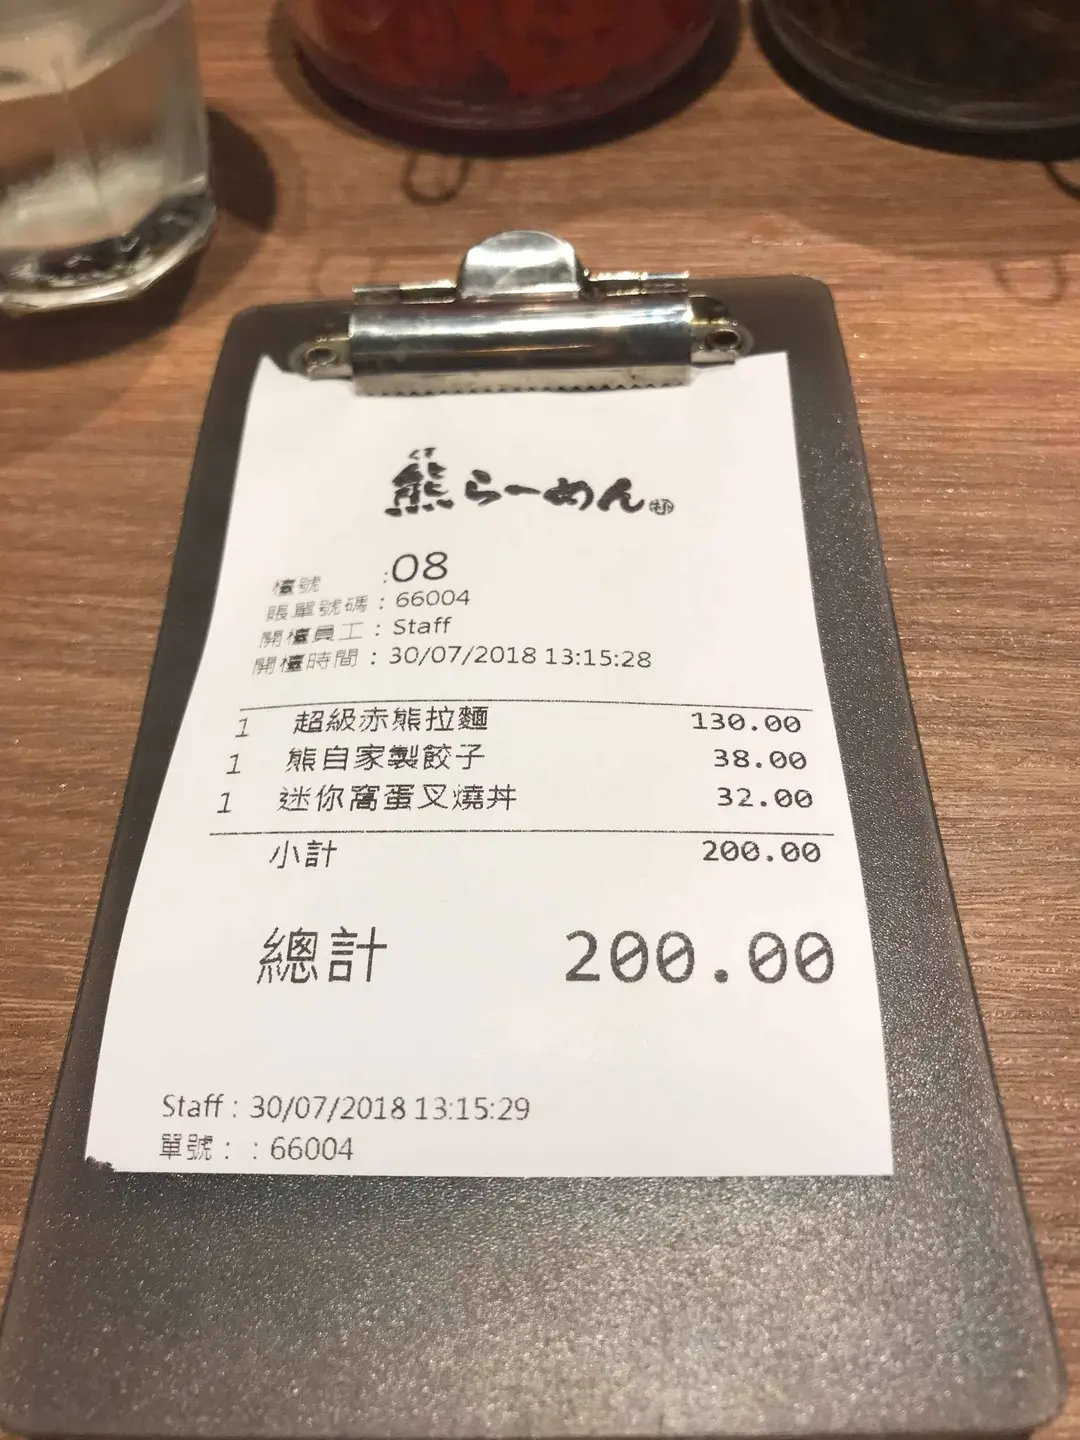 熊らーめん
檯號 :08
賬單號碼 : 66004
開檯員工 : Staff
開檯時間 : 30/07/2018 13:15:28
1 超級赤熊拉麵 130.00
1 熊自家製餃子 38.00
1 迷你窩蛋叉燒丼 32.00
小計 200.00
總計 200.00
Staff : 30/07/2018 13:15:29
單號 : : 66004